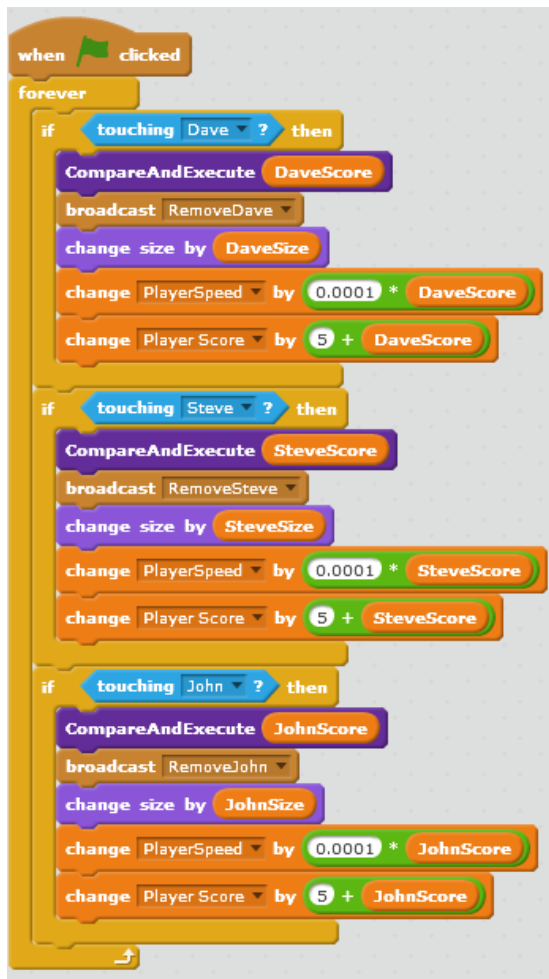 when clicked
forever
if touching Dave ? then
CompareAndExecute DaveScore
broadcast RemoveDave
change size by DaveSize
change PlayerSpeed by 0.0001 * DaveScore
change Player Score by 5 + DaveScore
if touching Steve ? then
CompareAndExecute SteveScore
broadcast RemoveSteve
change size by SteveSize
change PlayerSpeed by 0.0001 * SteveScore
change Player Score by 5 + SteveScore
if touching John ? then
CompareAndExecute JohnScore
broadcast RemoveJohn
change size by JohnSize
change PlayerSpeed by 0.0001 * JohnScore
change Player Score by 5 + JohnScore